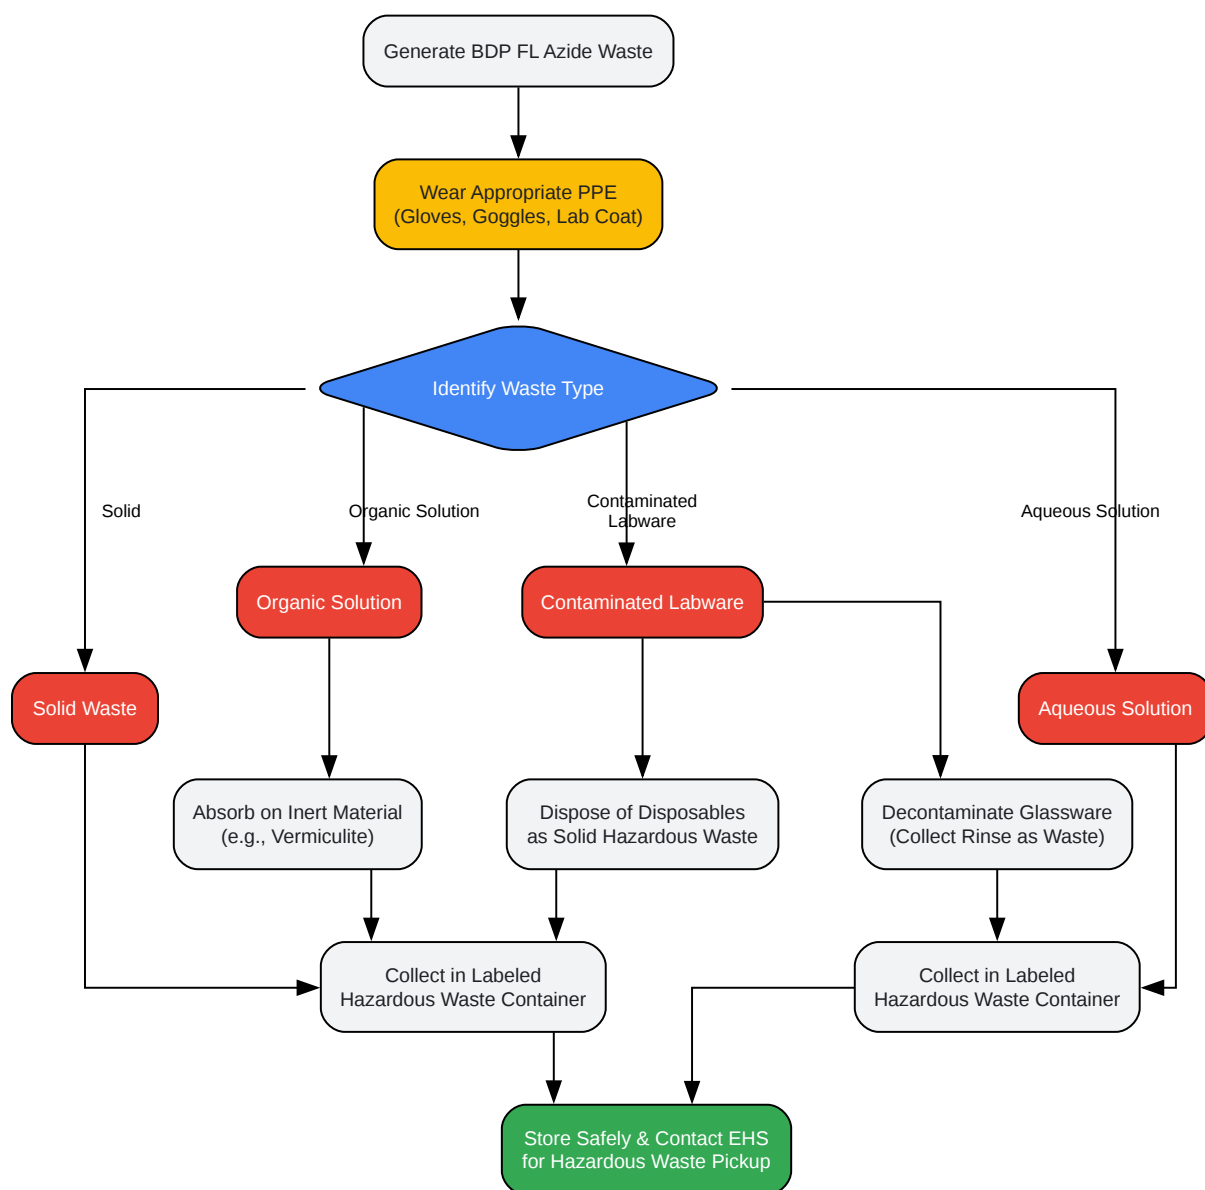 Generate BDP FL Azide Waste
Wear Appropriate PPE
(Gloves, Goggles, Lab Coat)
Identify Waste Type
Solid
Organic Solution
Contaminated
Labware
Aqueous Solution
Organic Solution
Contaminated Labware
Solid Waste
Aqueous Solution
Absorb on Inert Material
(e.g., Vermiculite)
Dispose of Disposables
as Solid Hazardous Waste
Decontaminate Glassware
(Collect Rinse as Waste)
Collect in Labeled
Hazardous Waste Container
Collect in Labeled
Hazardous Waste Container
Store Safely & Contact EHS
for Hazardous Waste Pickup